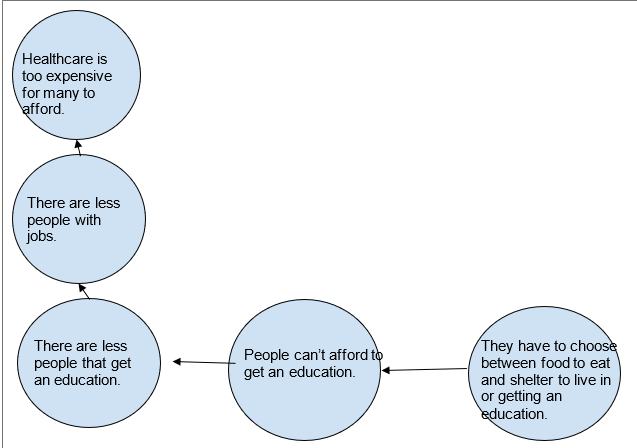 Healthcare is
too expensive
for many to
afford.
There are less
people with
jobs.
There are less
people that get
an education.
People can't afford to
get an education.
They have to choose
between food to eat
and shelter to live in
or getting an
education.